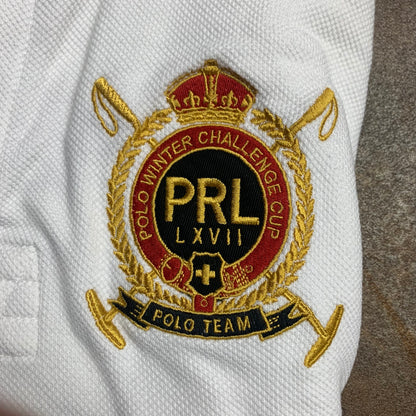 POLO WINTER CHALLENGE CUP
PRL
LXVII
POLO TEAM